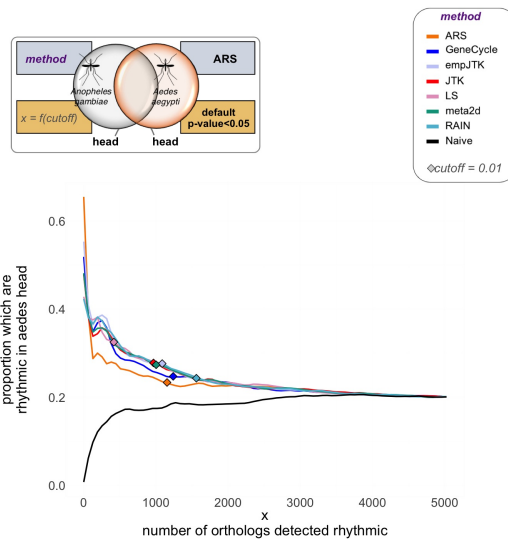 method
ARS
Anopheles
gambiae
Aedes
aegypti
x = f(cutoff)
default
p-value<0.05
head
head
method
ARS
GeneCycle
empJTK
JTK
LS
meta2d
RAIN
Naive
cutoff = 0.01
proportion which are
rhythmic in aedes head
0.6
0.4
0.2
0.0
0
1000
2000
3000
4000
5000
x
number of orthologs detected rhythmic